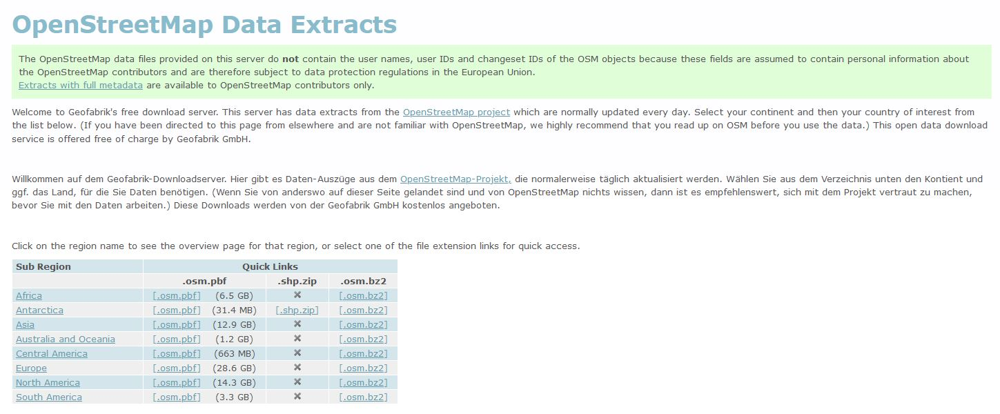 OpenStreetMap Data Extracts
The OpenStreetMap data files provided on this server do not contain the user names, user IDs and changeset IDs of the OSM objects because these fields are assumed to contain personal information about
the OpenStreetMap contributors and are therefore subject to data protection regulations in the European Union.
Extracts with full metadata are available to OpenStreetMap contributors only.
Welcome to Geofabrik's free download server. This server has data extracts from the OpenStreetMap project which are normally updated every day. Select your continent and then your country of interest from
the list below. (If you have been directed to this page from elsewhere and are not familiar with OpenStreetMap, we highly recommend that you read up on OSM before you use the data.) This open data download
service is offered free of charge by Geofabrik GmbH.
Willkommen auf dem Geofabrik-Downloadserver. Hier gibt es Daten-Auszüge aus dem OpenStreetMap-Projekt, die normalerweise täglich aktualisiert werden. Wählen Sie aus dem Verzeichnis unten den Kontient und
ggf. das Land, für die Sie Daten benötigen. (Wenn Sie von anderswo auf dieser Seite gelandet sind und von OpenStreetMap nichts wissen, dann ist es empfehlenswert, sich mit dem Projekt vertraut zu machen,
bevor Sie mit den Daten arbeiten.) Diese Downloads werden von der Geofabrik GmbH kostenlos angeboten.
Click on the region name to see the overview page for that region, or select one of the file extension links for quick access.
Sub Region Quick Links
.osm.pbf .shp.zip .osm.bz2
Africa [.osm.pbf] (6.5 GB) ✖ [.osm.bz2]
Antarctica [.osm.pbf] (31.4 MB) [.shp.zip] [.osm.bz2]
Asia [.osm.pbf] (12.9 GB) ✖ [.osm.bz2]
Australia and Oceania [.osm.pbf] (1.2 GB) ✖ [.osm.bz2]
Central America [.osm.pbf] (663 MB) ✖ [.osm.bz2]
Europe [.osm.pbf] (28.6 GB) ✖ [.osm.bz2]
North America [.osm.pbf] (14.3 GB) ✖ [.osm.bz2]
South America [.osm.pbf] (3.3 GB) ✖ [.osm.bz2]